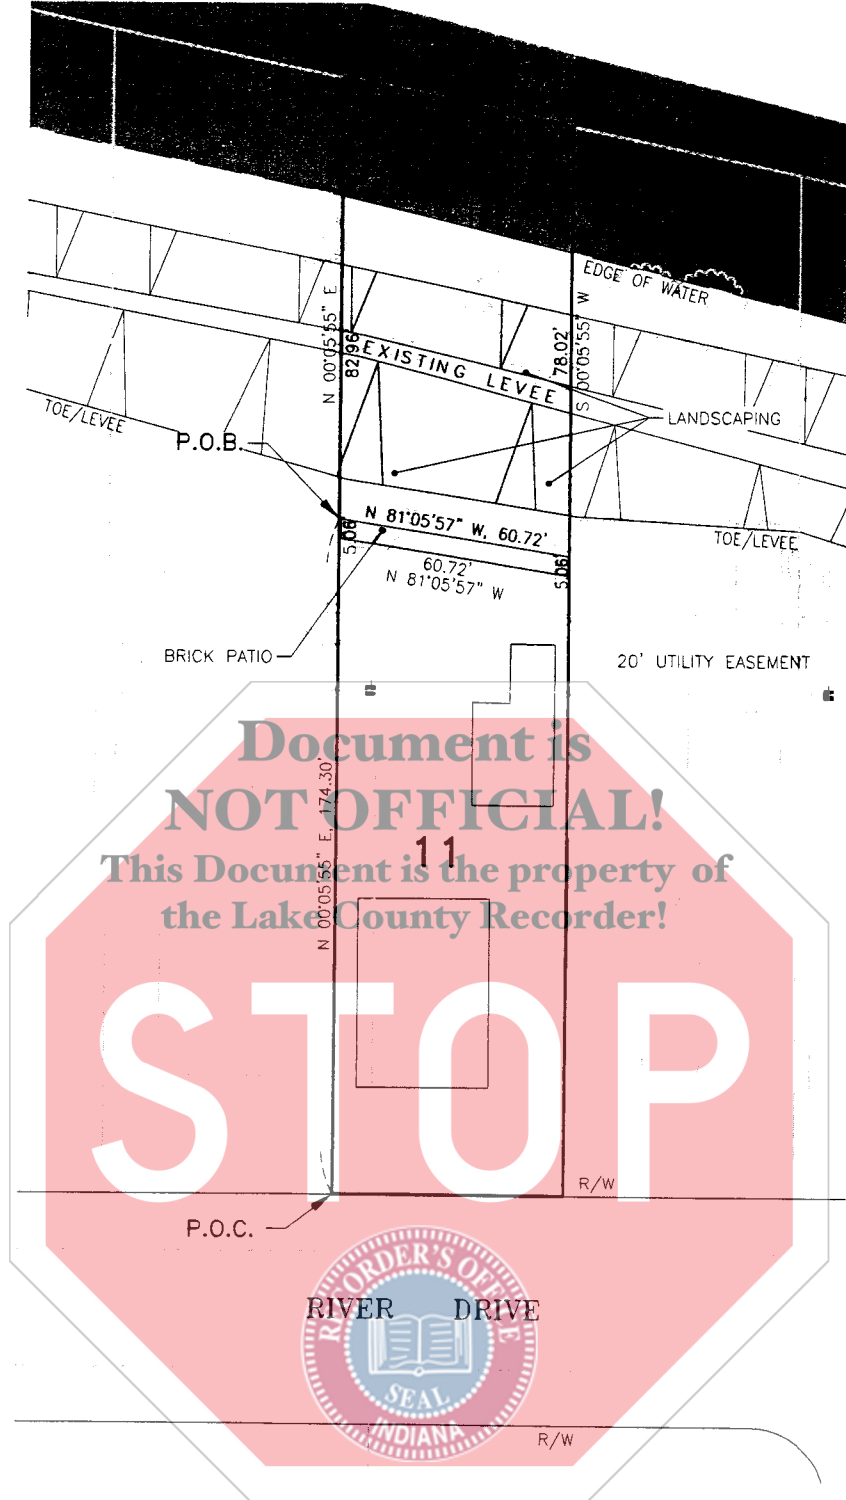 EDGE OF WATER
N 00°05'55" E
82.96'
78.02'
S 00°05'55" W
EXISTING LEVEE
LANDSCAPING
TOE/LEVEE
P.O.B.
N 81°05'57" W, 60.72'
5.06'
5.06'
TOE/LEVEE
60.72'
N 81°05'57" W
BRICK PATIO
20' UTILITY EASEMENT
Document is
NOT OFFICIAL!
N 00°05'55" E, 174.30'
11
This Document is the property of
the Lake County Recorder!
STOP
R/W
P.O.C.
RECORDER'S OFFICE
RIVER DRIVE
SEAL
INDIANA
R/W